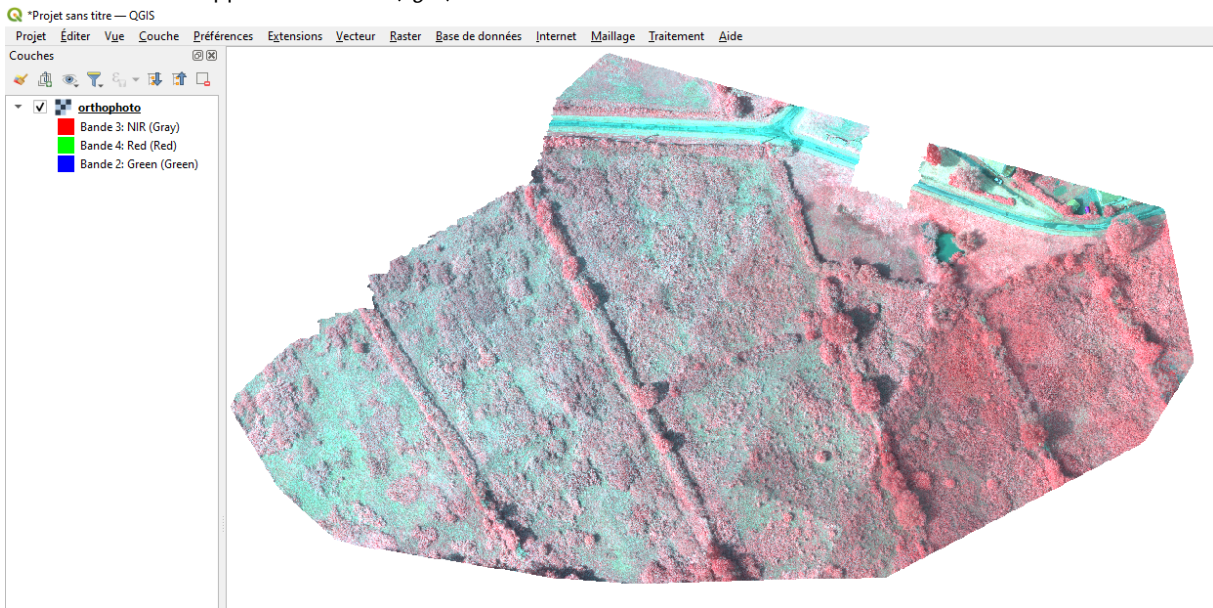 *Projet sans titre — QGIS
Projet Éditer Vue Couche Préférences Extensions Vecteur Raster Base de données Internet Maillage Traitement Aide
Couches
orthophoto
Bande 3: NIR (Gray)
Bande 4: Red (Red)
Bande 2: Green (Green)